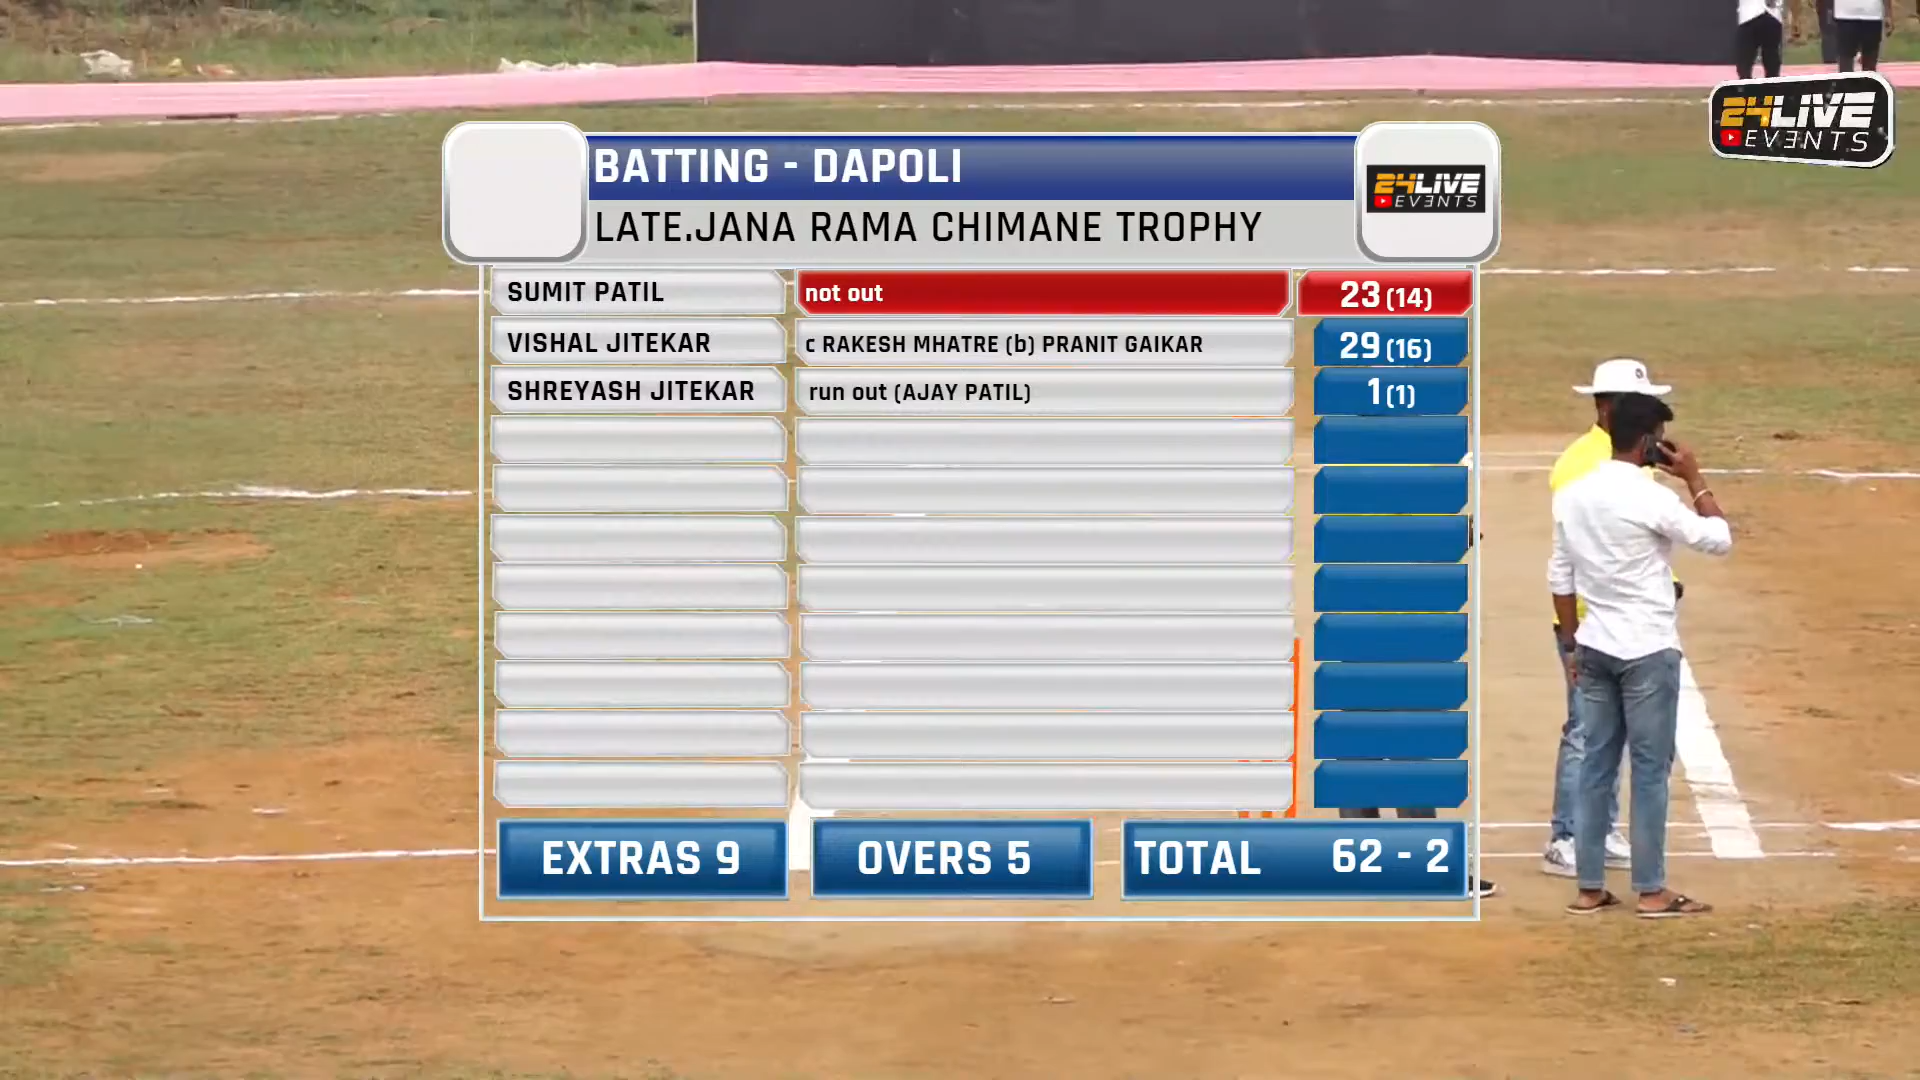 24LIVE
EVENTS
BATTING - DAPOLI
LATE.JANA RAMA CHIMANE TROPHY
24LIVE
EVENTS
SUMIT PATIL not out 23 (14)
VISHAL JITEKAR c RAKESH MHATRE (b) PRANIT GAIKAR 29 (16)
SHREYASH JITEKAR run out (AJAY PATIL) 1 (1)
EXTRAS 9 OVERS 5 TOTAL 62 - 2